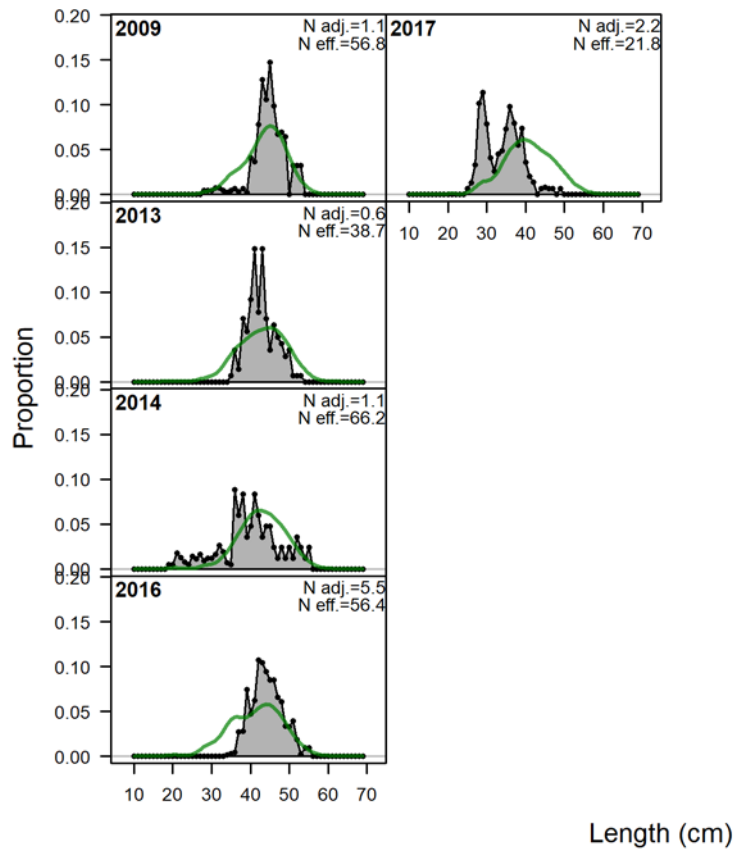 Proportion
0.20
0.15
0.10
0.05
0.00
2009
N adj.=1.1
N eff.=56.8
2017
N adj.=2.2
N eff.=21.8
10 20 30 40 50 60 70
0.20
0.15
0.10
0.05
0.00
2013
N adj.=0.6
N eff.=38.7
0.20
0.15
0.10
0.05
0.00
2014
N adj.=1.1
N eff.=66.2
0.20
0.15
0.10
0.05
0.00
2016
N adj.=5.5
N eff.=56.4
10 20 30 40 50 60 70
Length (cm)